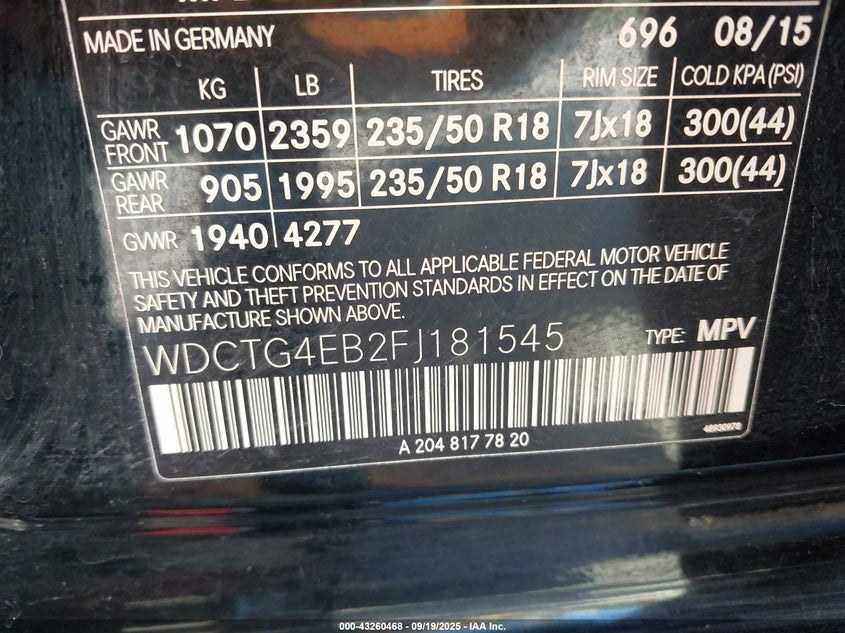 MADE IN GERMANY 696 08/15
KG LB TIRES RIM SIZE COLD KPA (PSI)
GAWR FRONT 1070 2359 235/50 R18 7Jx18 300(44)
GAWR REAR 905 1995 235/50 R18 7Jx18 300(44)
GVWR 1940 4277
THIS VEHICLE CONFORMS TO ALL APPLICABLE FEDERAL MOTOR VEHICLE
SAFETY AND THEFT PREVENTION STANDARDS IN EFFECT ON THE DATE OF
MANUFACTURE SHOWN ABOVE.
WDCTG4EB2FJ181545 TYPE: MPV
A 204 817 78 20 48930978
000-43260468 - 09/19/2025 - IAA Inc.